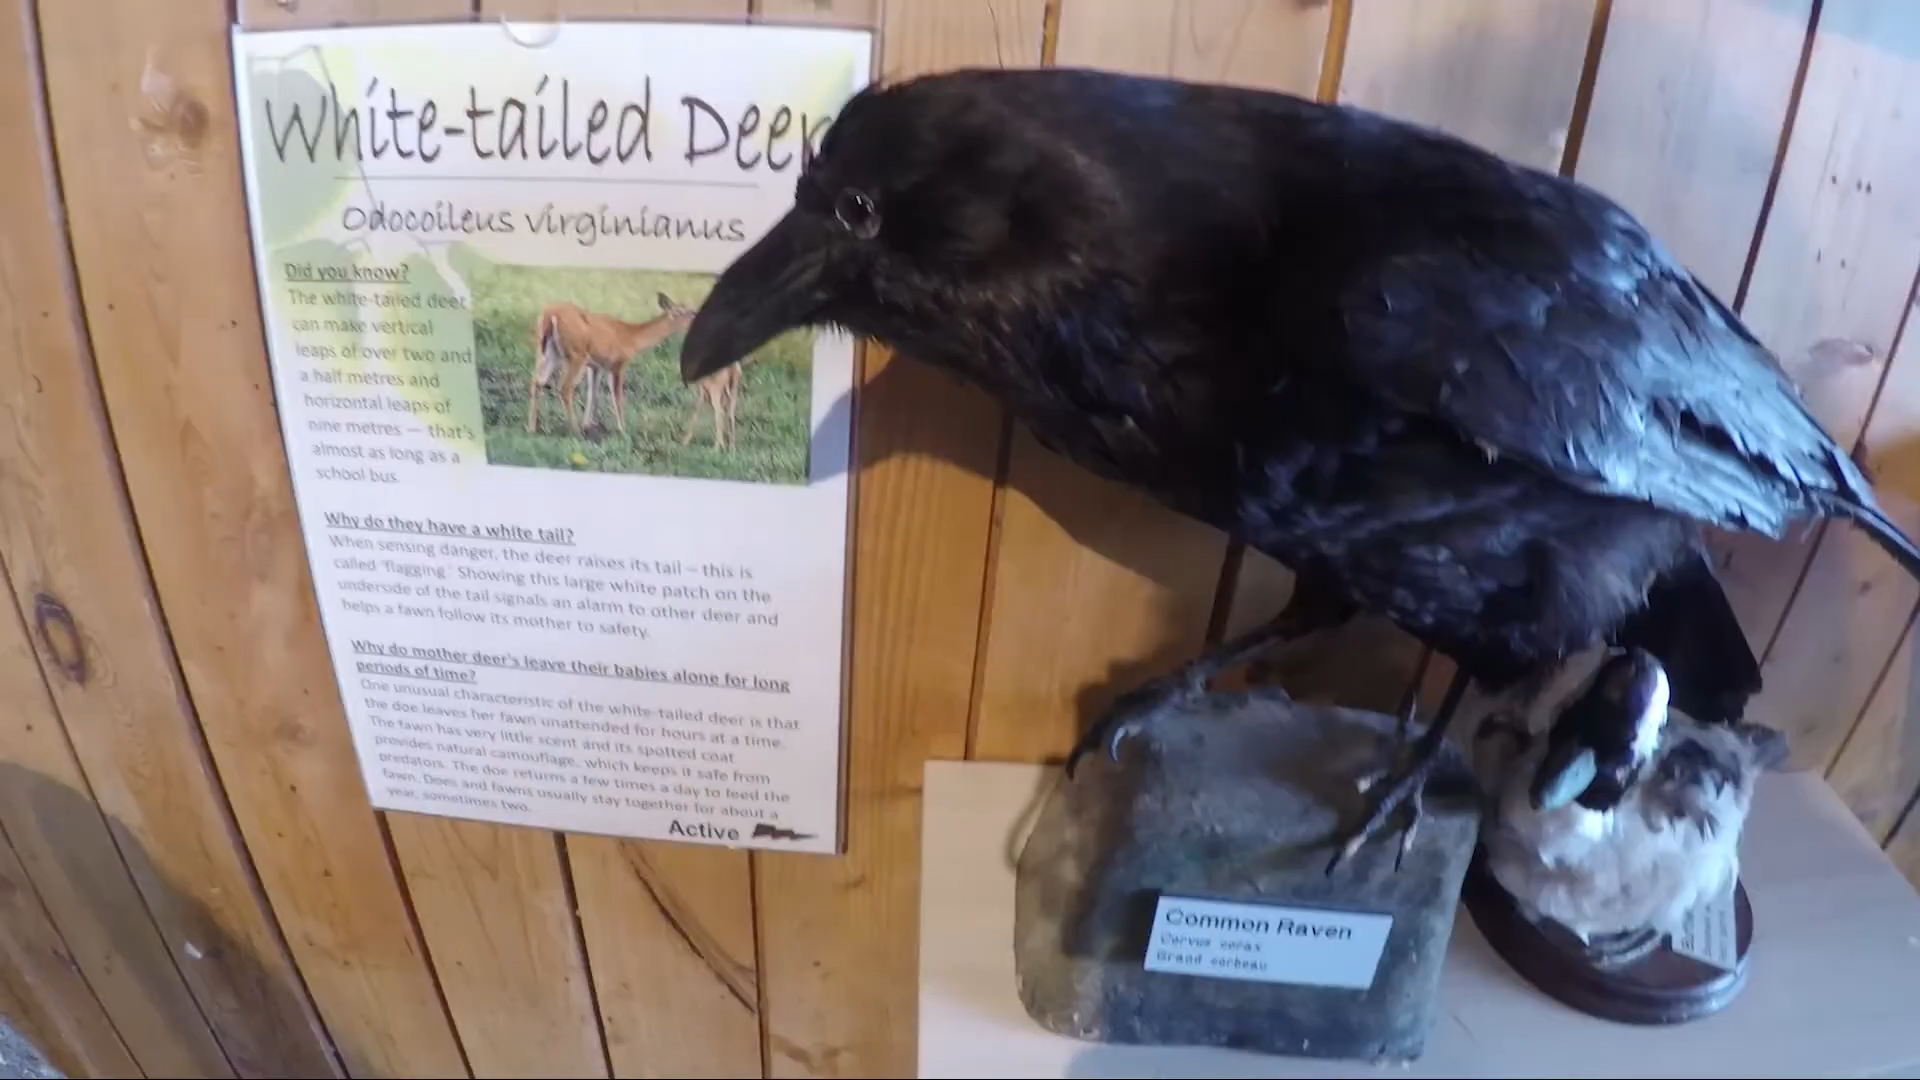 White-tailed Deer
Odocoileus virginianus
Did you know?
The white-tailed deer
can make vertical
leaps of over two and
a half metres and
horizontal leaps of
nine metres — that's
almost as long as a
school bus.
Why do they have a white tail?
When sensing danger, the deer raises its tail – this is
called 'flagging.' Showing this large white patch on the
underside of the tail signals an alarm to other deer and
helps a fawn follow its mother to safety.
Why do mother deer's leave their babies alone for long
periods of time?
One unusual characteristic of the white-tailed deer is that
the doe leaves her fawn unattended for hours at a time.
The fawn has very little scent and its spotted coat
provides natural camouflage, which keeps it safe from
predators. The doe returns a few times a day to feed the
fawn. Does and fawns usually stay together for about a
year, sometimes two.
Active
Common Raven
Corvus corax
Grand corbeau